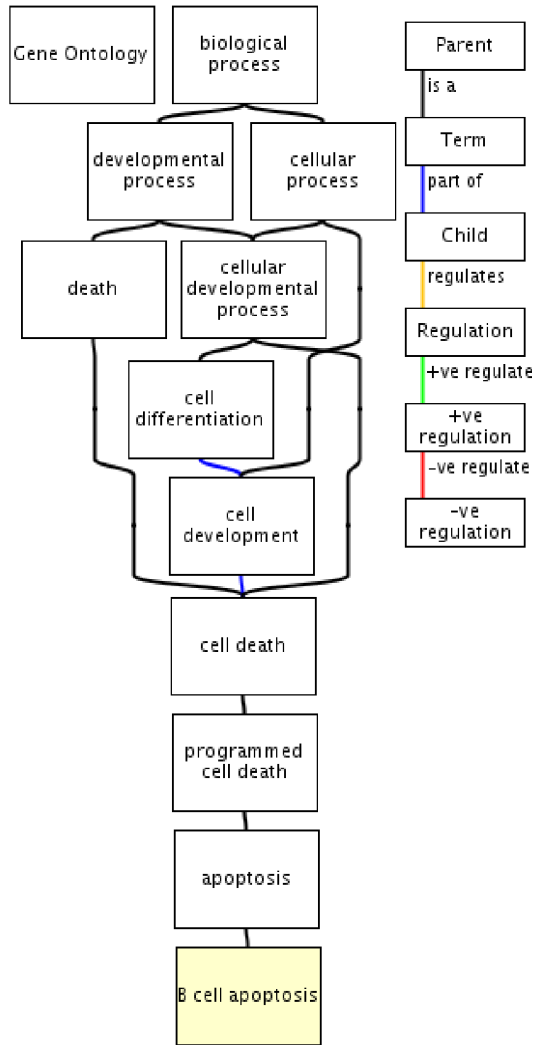 Gene Ontology
biological
process
developmental
process
cellular
process
death
cellular
developmental
process
cell
differentiation
cell
development
cell death
programmed
cell death
apoptosis
B cell apoptosis
Parent
is a
Term
part of
Child
regulates
Regulation
+ve regulate
+ve
regulation
-ve regulate
-ve
regulation